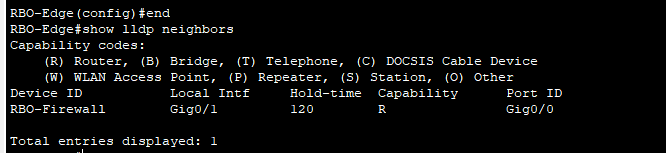 RBO-Edge(config)#end
RBO-Edge#show lldp neighbors
Capability codes:
    (R) Router, (B) Bridge, (T) Telephone, (C) DOCSIS Cable Device
    (W) WLAN Access Point, (P) Repeater, (S) Station, (O) Other
Device ID           Local Intf     Hold-time  Capability      Port ID
RBO-Firewall        Gig0/1         120        R               Gig0/0

Total entries displayed: 1